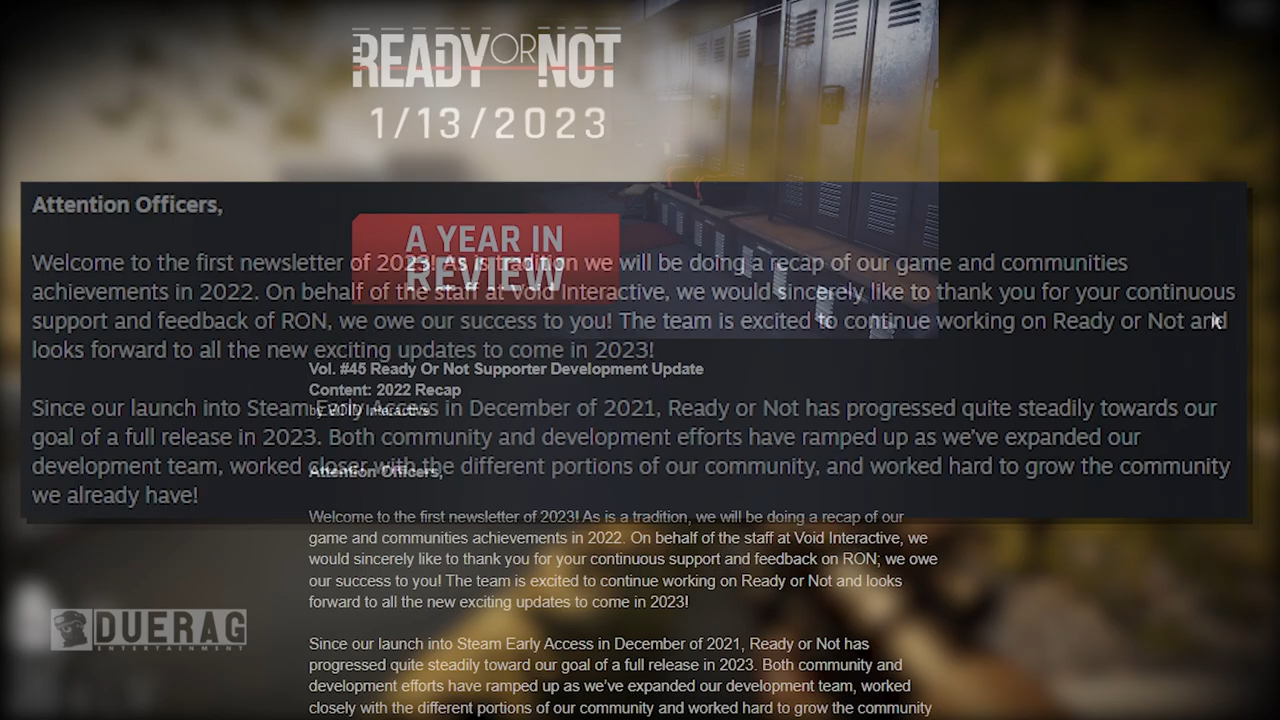 READY OR NOT
1/13/2023
Attention Officers,
A YEAR IN
REVIEW
Welcome to the first newsletter of 2023! As is tradition we will be doing a recap of our game and communities
achievements in 2022. On behalf of the staff at Void Interactive, we would sincerely like to thank you for your continuous
support and feedback of RON, we owe our success to you! The team is excited to continue working on Ready or Not and
looks forward to all the new exciting updates to come in 2023!
Vol. #45 Ready Or Not Supporter Development Update
Content: 2022 Recap
by VOID Interactive
Since our launch into Steam Early Access in December of 2021, Ready or Not has progressed quite steadily towards our
goal of a full release in 2023. Both community and development efforts have ramped up as we've expanded our
development team, worked closer with the different portions of our community, and worked hard to grow the community
we already have!
Attention Officers,
Welcome to the first newsletter of 2023! As is a tradition, we will be doing a recap of our
game and communities achievements in 2022. On behalf of the staff at Void Interactive, we
would sincerely like to thank you for your continuous support and feedback on RON; we owe
our success to you! The team is excited to continue working on Ready or Not and looks
forward to all the new exciting updates to come in 2023!
Since our launch into Steam Early Access in December of 2021, Ready or Not has
progressed quite steadily toward our goal of a full release in 2023. Both community and
development efforts have ramped up as we've expanded our development team, worked
closely with the different portions of our community and worked hard to grow the community
DUERAG
ENTERTAINMENT